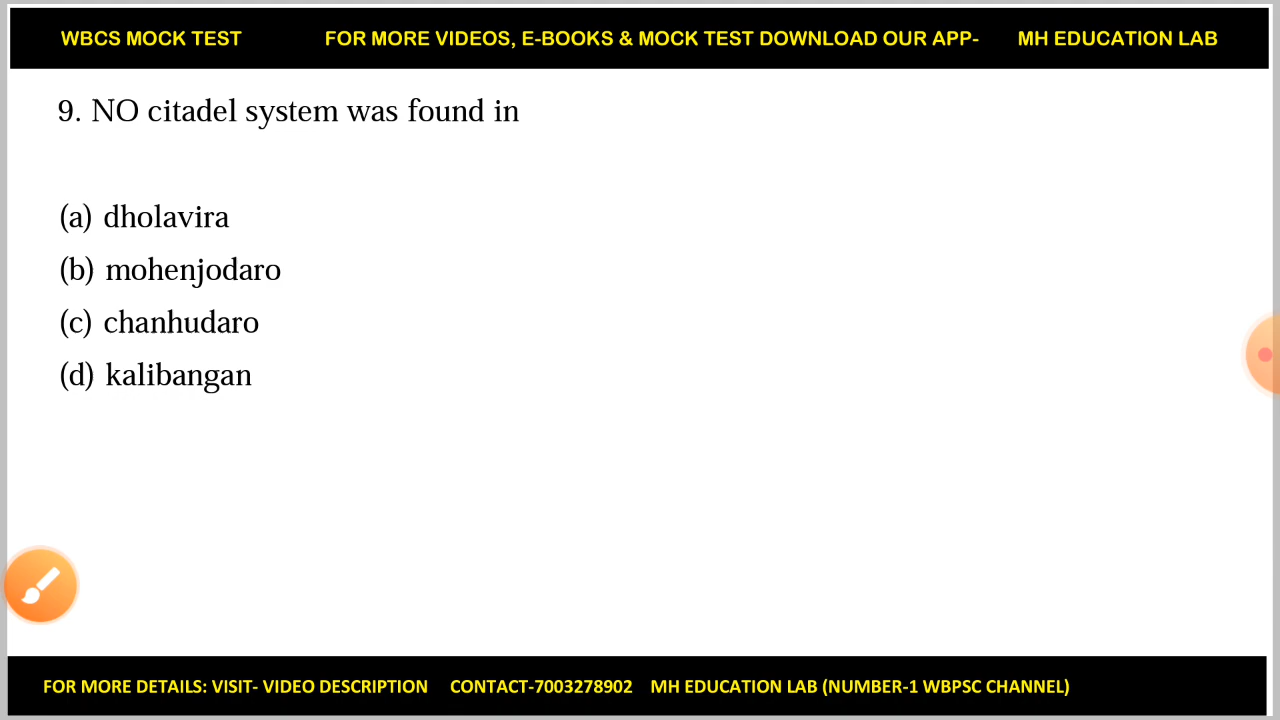 WBCS MOCK TEST FOR MORE VIDEOS, E-BOOKS & MOCK TEST DOWNLOAD OUR APP- MH EDUCATION LAB
9. NO citadel system was found in
(a) dholavira
(b) mohenjodaro
(c) chanhudaro
(d) kalibangan
FOR MORE DETAILS: VISIT- VIDEO DESCRIPTION CONTACT-7003278902 MH EDUCATION LAB (NUMBER-1 WBPSC CHANNEL)